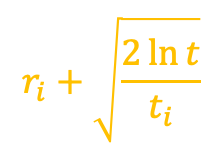 r_i + √(2 ln t / t_i)